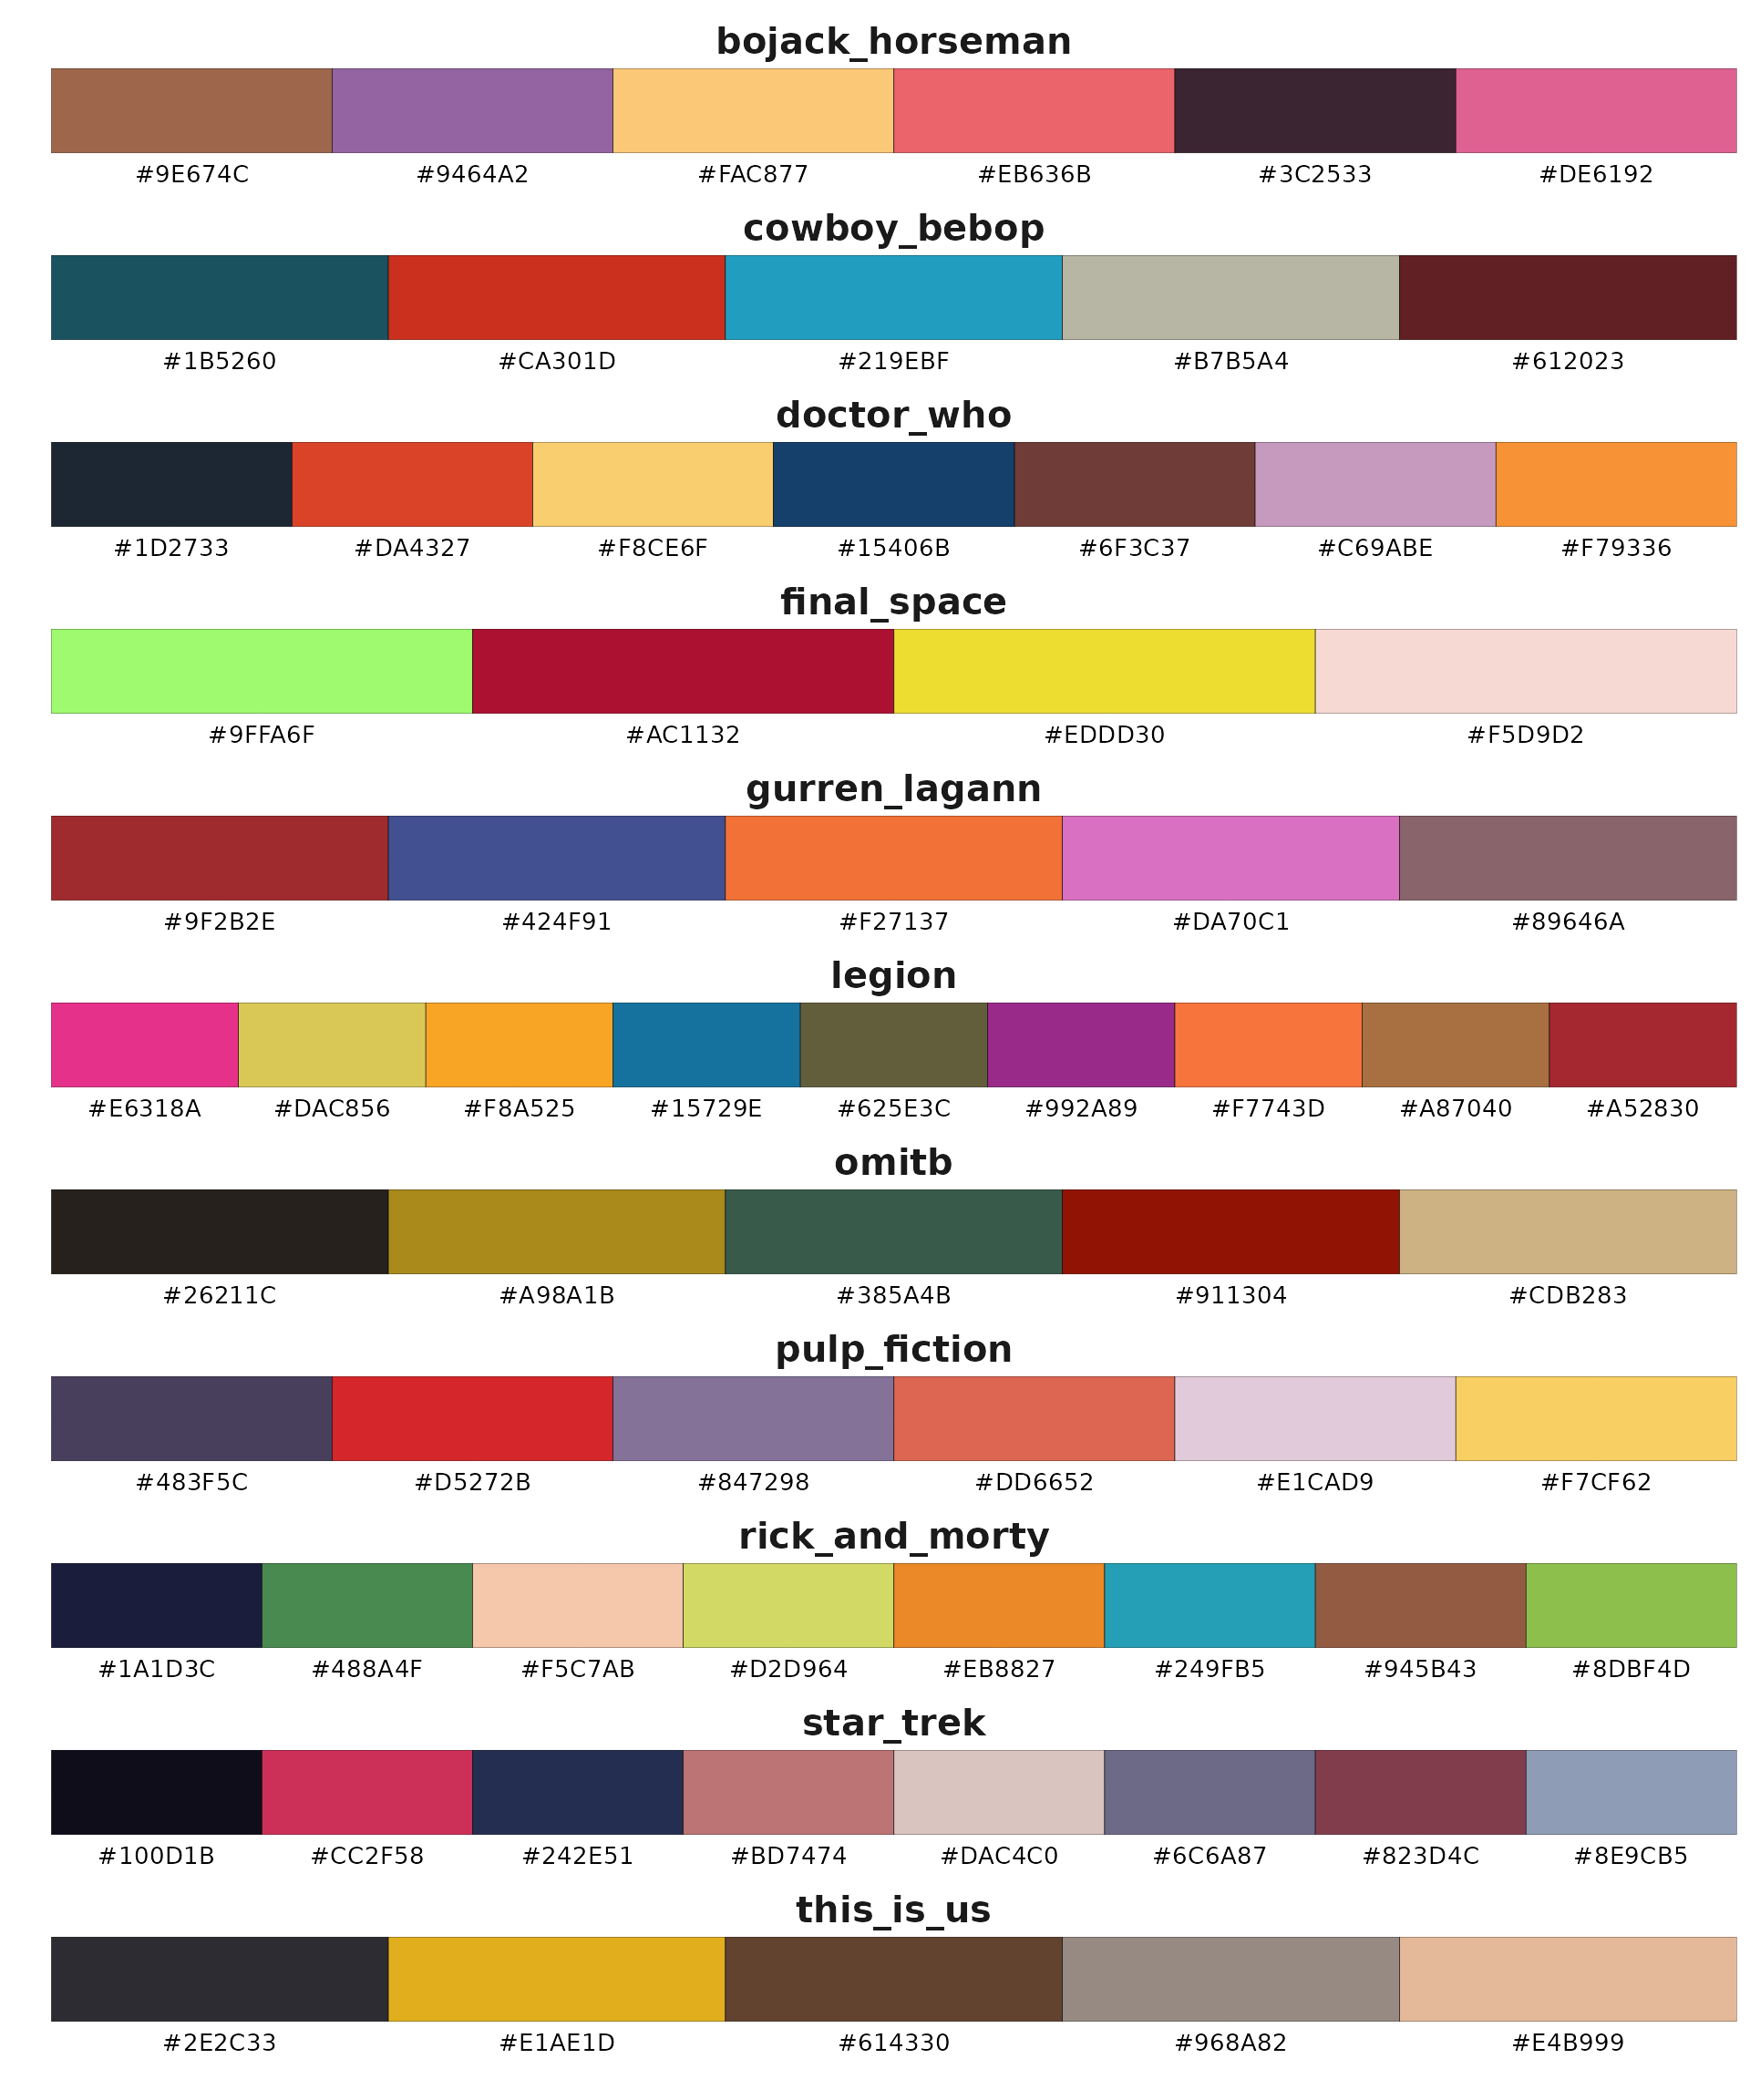 bojack_horseman
#9E674C #9464A2 #FAC877 #EB636B #3C2533 #DE6192
cowboy_bebop
#1B5260 #CA301D #219EBF #B7B5A4 #612023
doctor_who
#1D2733 #DA4327 #F8CE6F #15406B #6F3C37 #C69ABE #F79336
final_space
#9FFA6F #AC1132 #EDDD30 #F5D9D2
gurren_lagann
#9F2B2E #424F91 #F27137 #DA70C1 #89646A
legion
#E6318A #DAC856 #F8A525 #15729E #625E3C #992A89 #F7743D #A87040 #A52830
omitb
#26211C #A98A1B #385A4B #911304 #CDB283
pulp_fiction
#483F5C #D5272B #847298 #DD6652 #E1CAD9 #F7CF62
rick_and_morty
#1A1D3C #488A4F #F5C7AB #D2D964 #EB8827 #249FB5 #945B43 #8DBF4D
star_trek
#100D1B #CC2F58 #242E51 #BD7474 #DAC4C0 #6C6A87 #823D4C #8E9CB5
this_is_us
#2E2C33 #E1AE1D #614330 #968A82 #E4B999